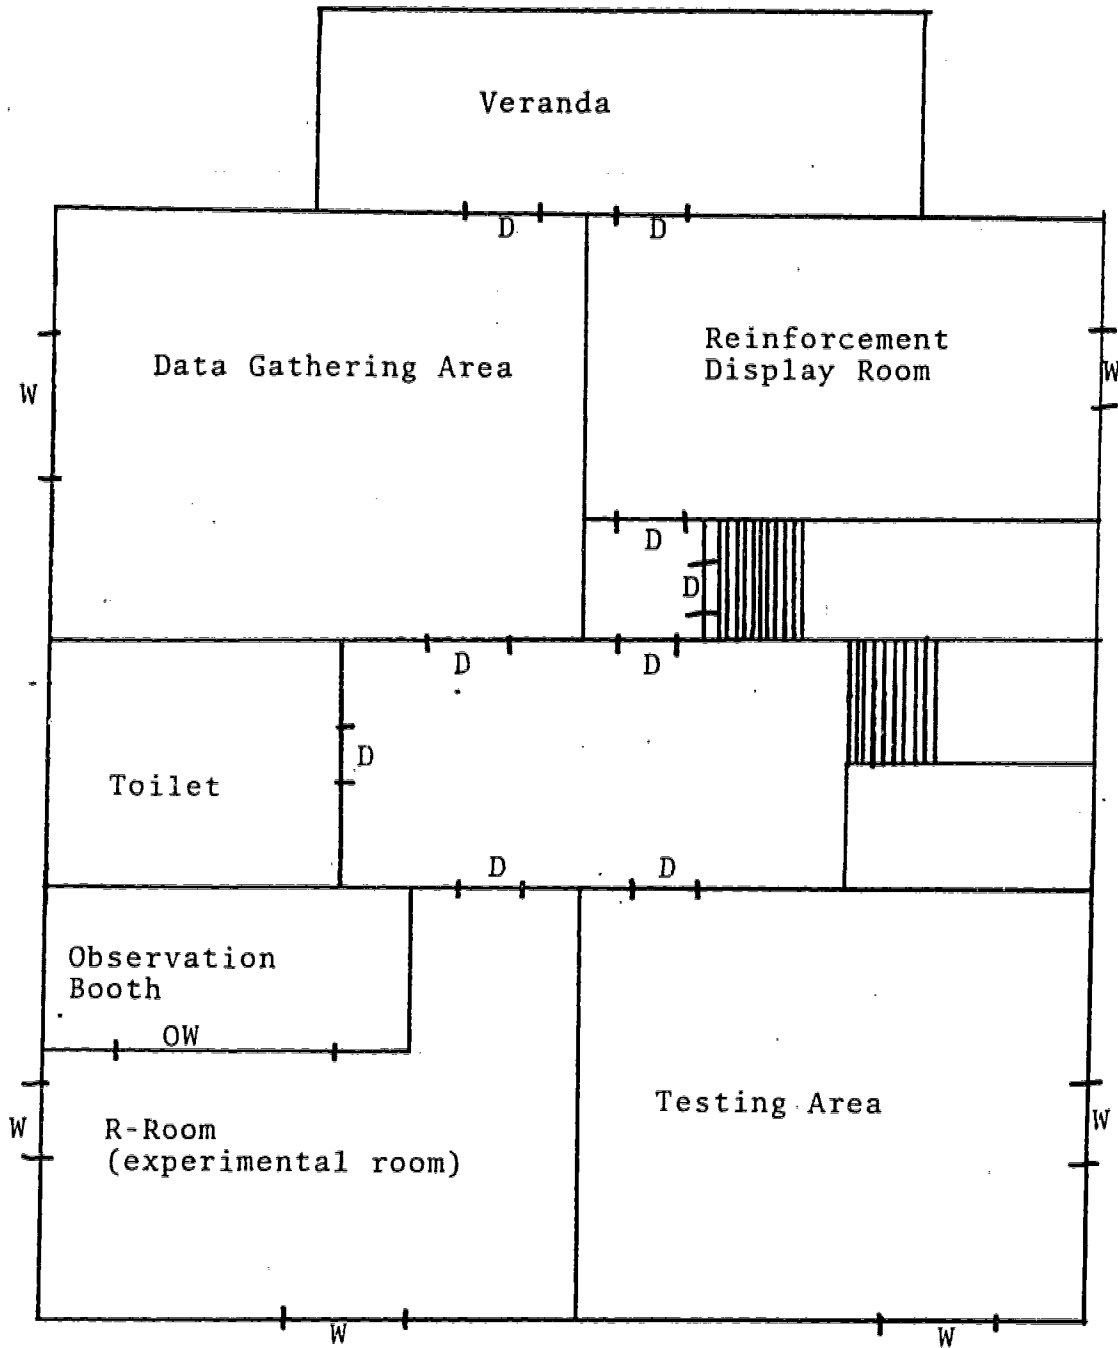 Veranda
D
D
Reinforcement
Display Room
Data Gathering Area
W
W
D
D
D
D
D
Toilet
D
D
Observation
Booth
OW
R-Room
(experimental room)
Testing Area
W
W
W
W